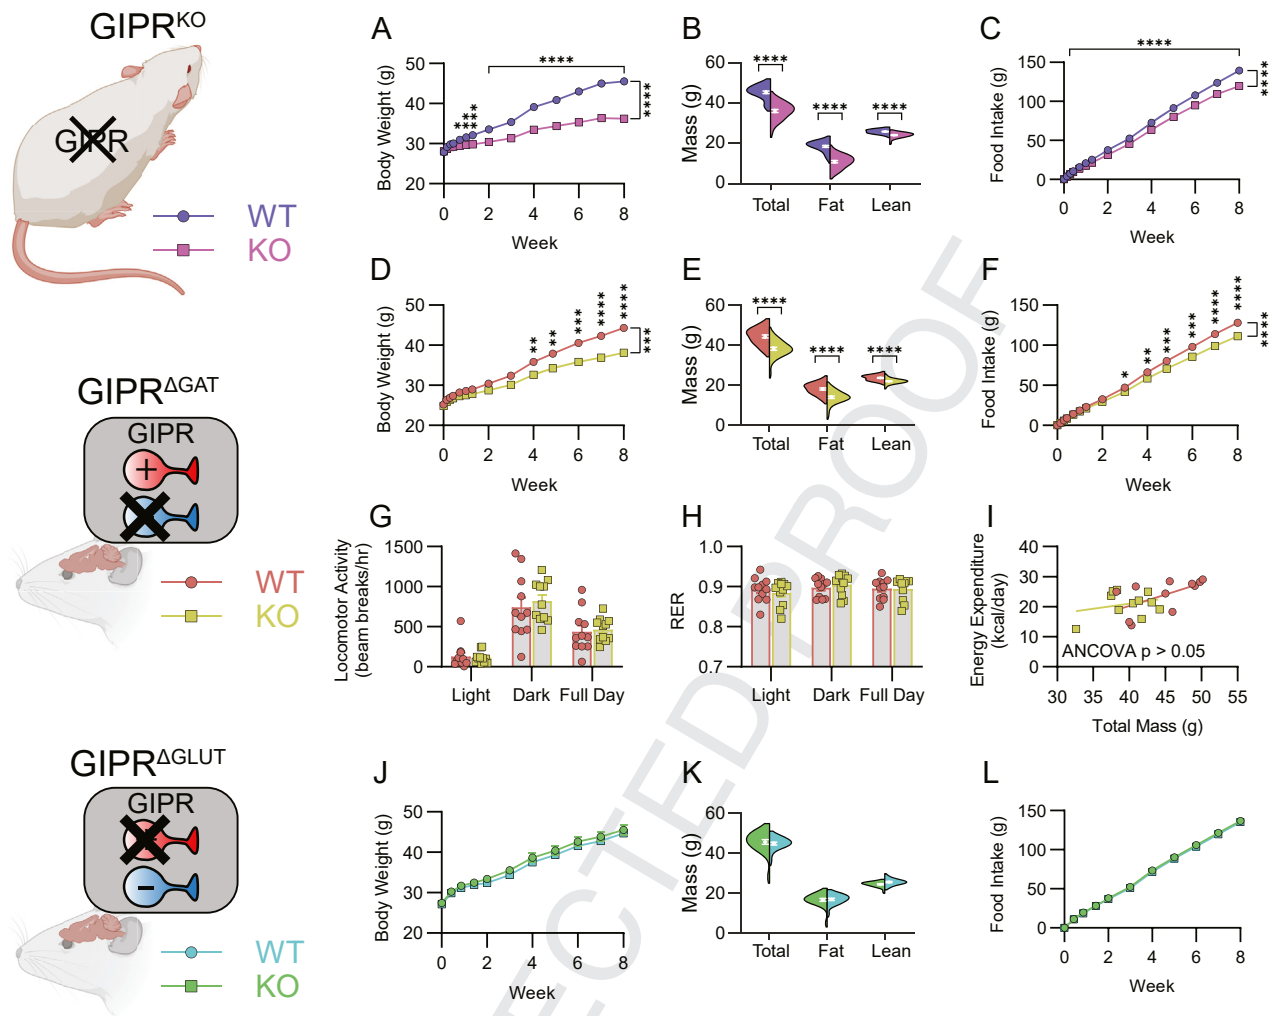 GIPRKO
GIPR
WT
KO
A
Body Weight (g)
50
40
30
20
0 2 4 6 8
Week
***
***
****
****
B
Mass (g)
60
40
20
0
Total Fat Lean
**** **** ****
C
Food Intake (g)
150
100
50
0
0 2 4 6 8
Week
****
****
GIPRΔGAT
GIPR
+
WT
KO
D
Body Weight (g)
50
40
30
20
0 2 4 6 8
Week
** ** *** **** ****
***
E
Mass (g)
60
40
20
0
Total Fat Lean
**** **** ****
F
Food Intake (g)
150
100
50
0
0 2 4 6 8
Week
* ** *** *** **** ****
****
G
Locomotor Activity
(beam breaks/hr)
1500
1000
500
0
Light Dark Full Day
H
RER
1.0
0.9
0.8
0.7
Light Dark Full Day
I
Energy Expenditure
(kcal/day)
40
30
20
10
0
ANCOVA p > 0.05
30 35 40 45 50 55
Total Mass (g)
GIPRΔGLUT
GIPR
−
WT
KO
J
Body Weight (g)
50
40
30
20
0 2 4 6 8
Week
K
Mass (g)
60
40
20
0
Total Fat Lean
L
Food Intake (g)
150
100
50
0
0 2 4 6 8
Week
ECTED PROOF